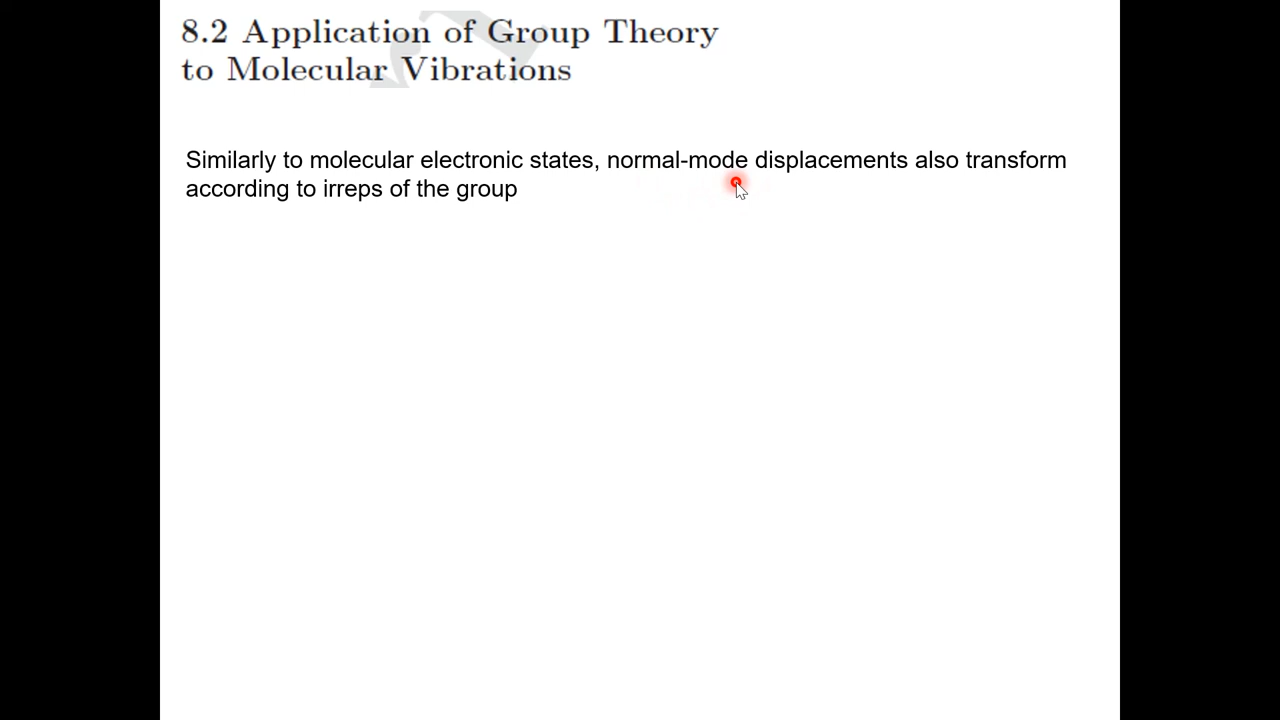 8.2 Application of Group Theory
to Molecular Vibrations
Similarly to molecular electronic states, normal-mode displacements also transform
according to irreps of the group